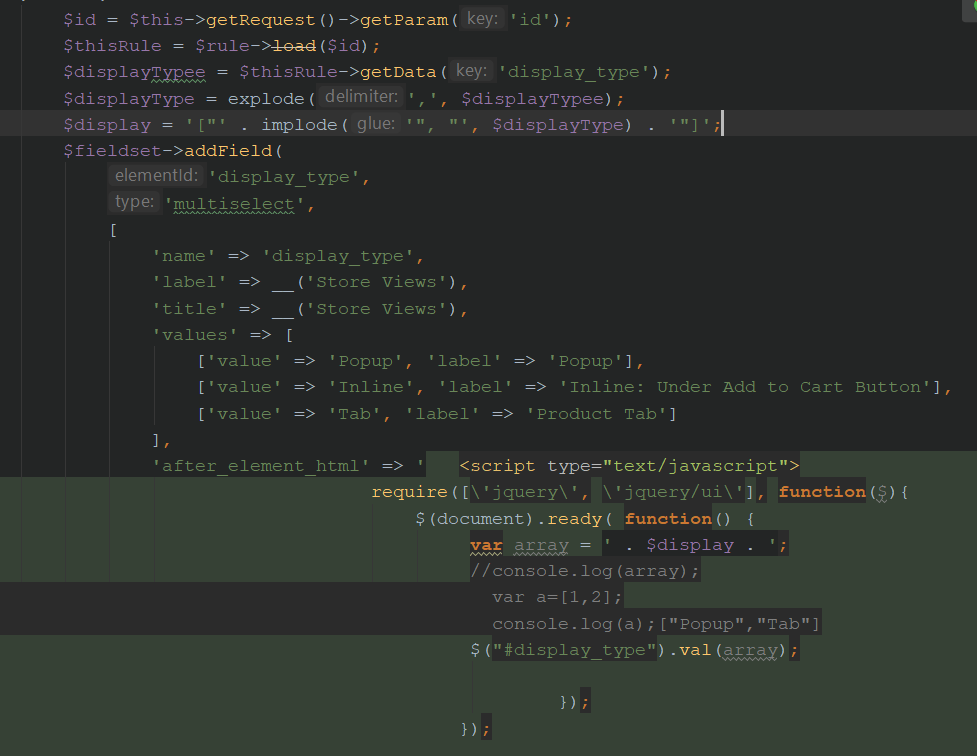 $id = $this->getRequest()->getParam( key: 'id');
$thisRule = $rule->load($id);
$displayTypee = $thisRule->getData( key: 'display_type');
$displayType = explode( delimiter: ',', $displayTypee);
$display = '["' . implode( glue: '", "', $displayType) . '"]';
$fieldset->addField(
elementId: 'display_type',
type: 'multiselect',
[
'name' => 'display_type',
'label' => __('Store Views'),
'title' => __('Store Views'),
'values' => [
['value' => 'Popup', 'label' => 'Popup'],
['value' => 'Inline', 'label' => 'Inline: Under Add to Cart Button'],
['value' => 'Tab', 'label' => 'Product Tab']
],
'after_element_html' => ' <script type="text/javascript">
require([\'jquery\', \'jquery/ui\'], function($){
$(document).ready( function() {
var array = ' . $display . ';
//console.log(array);
var a=[1,2];
console.log(a);["Popup","Tab"]
$("#display_type").val(array);
});
});